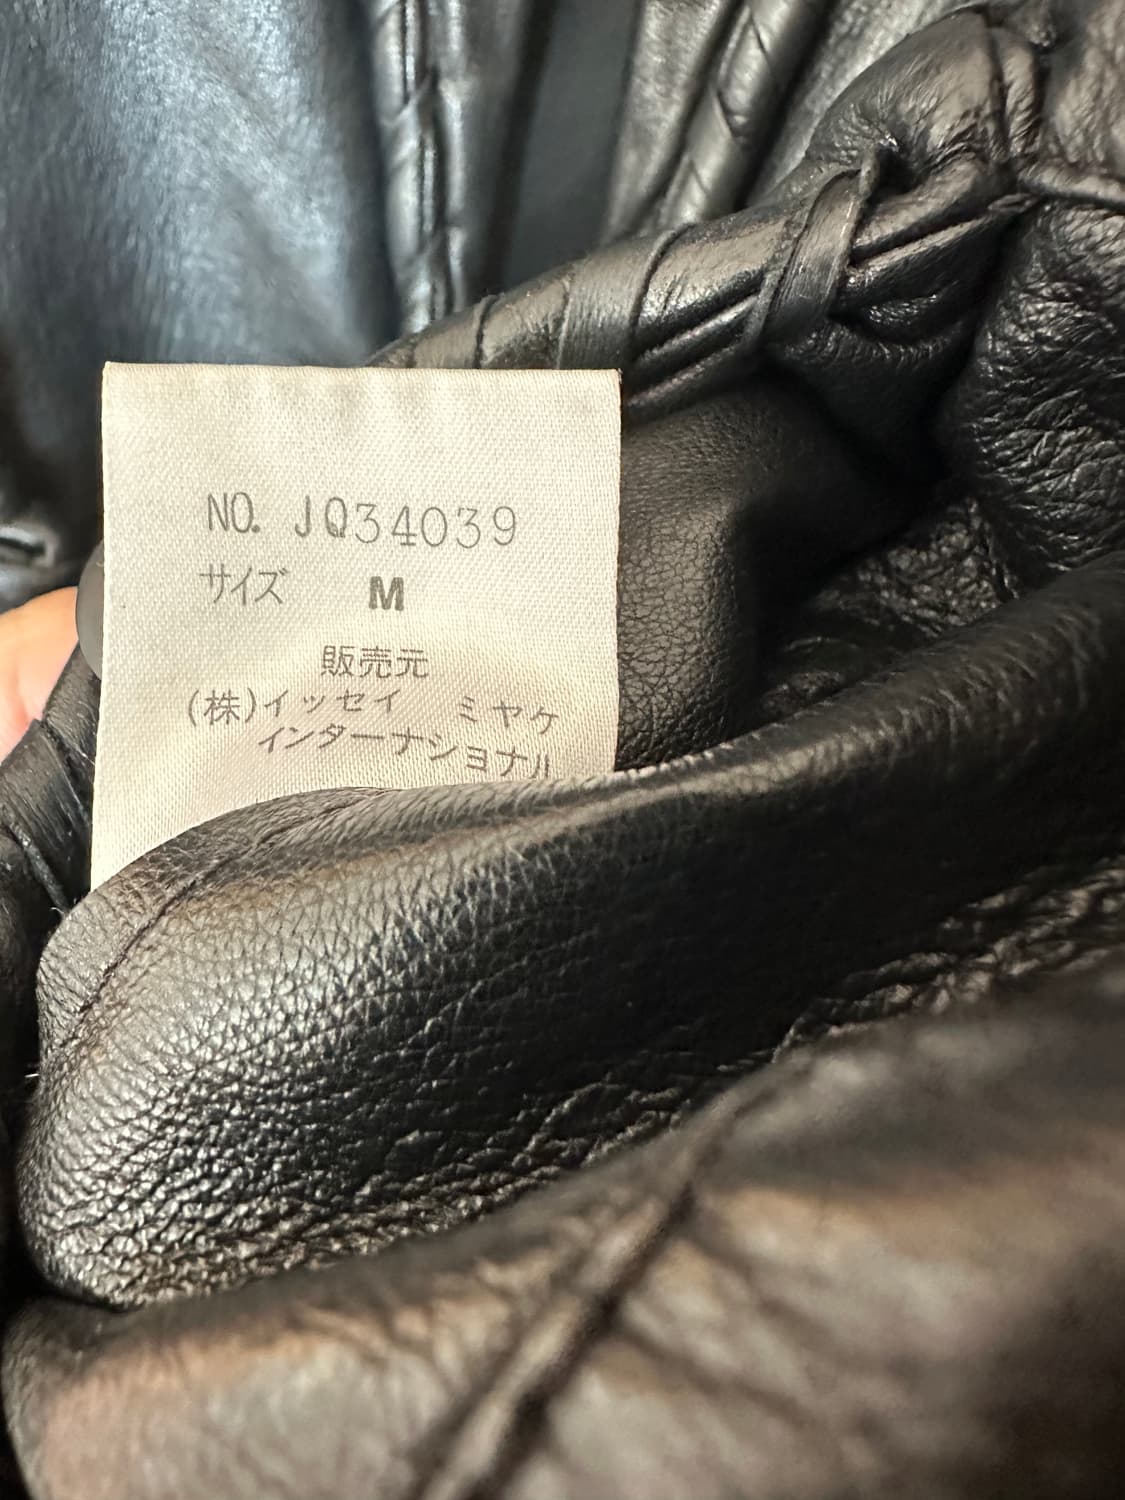 NO. JQ34039
サイズ M
販売元
(株)イッセイ ミヤケ
インターナショナル